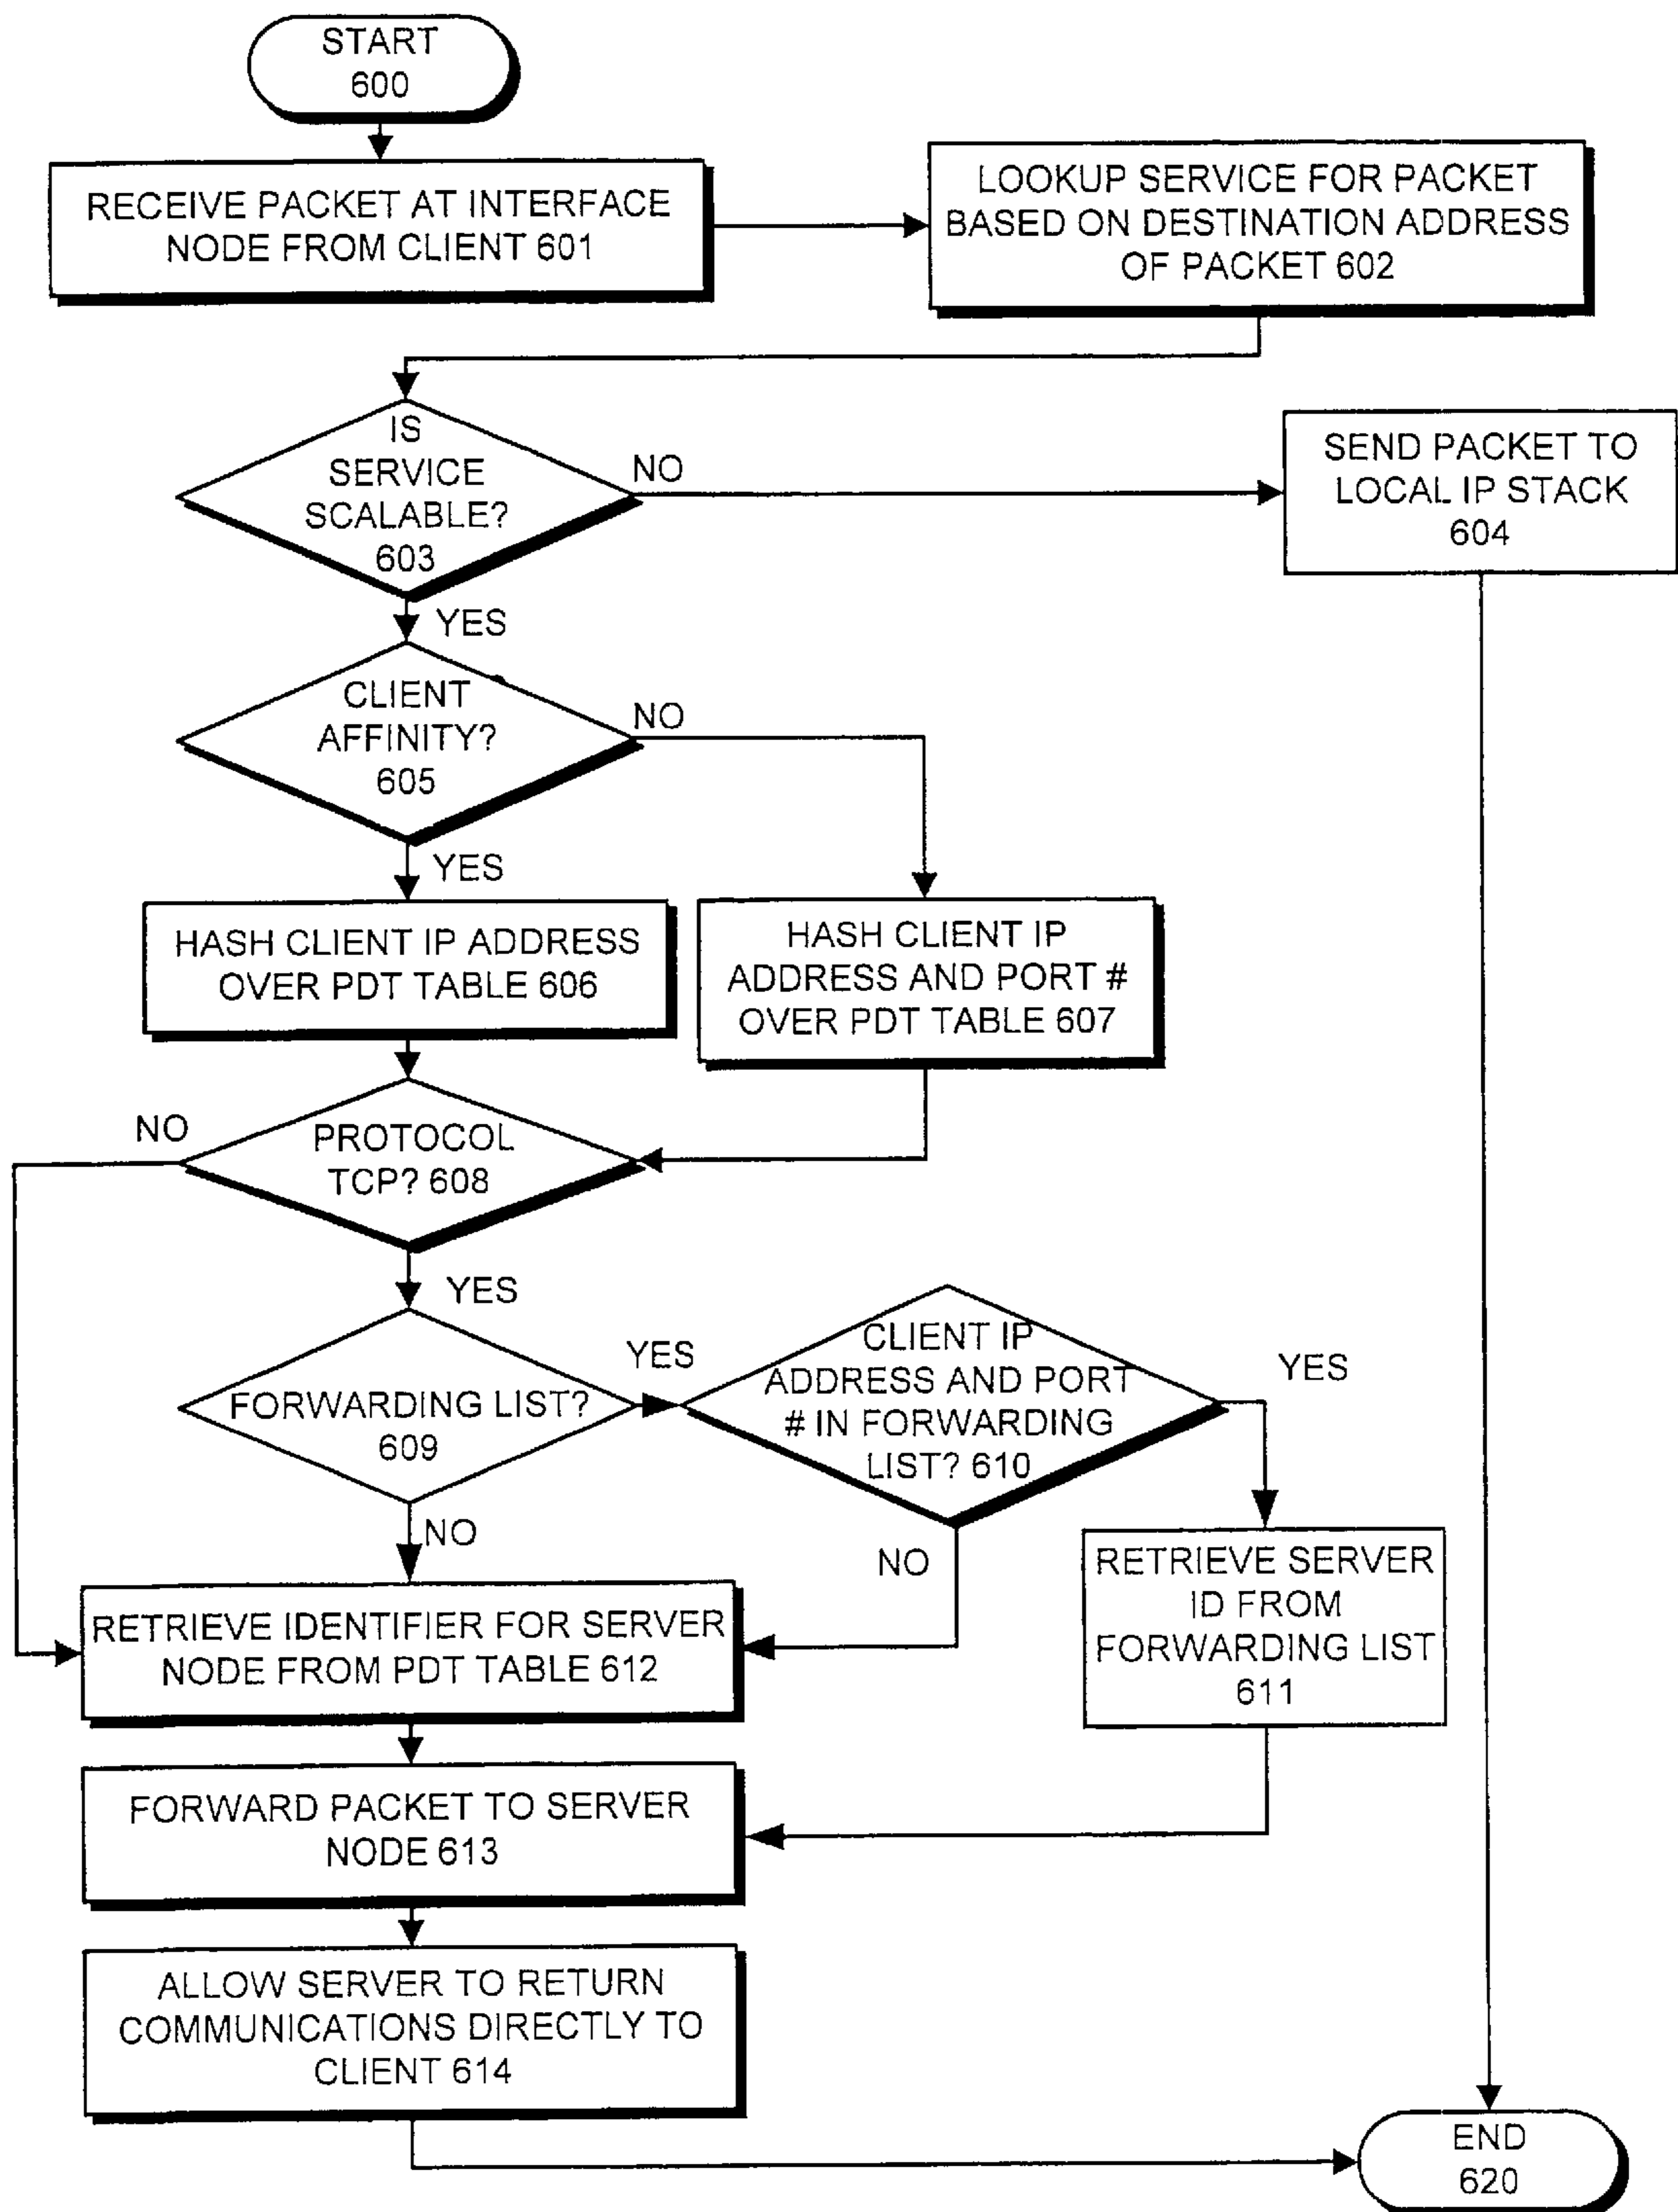 START
600
RECEIVE PACKET AT INTERFACE
NODE FROM CLIENT 601
LOOKUP SERVICE FOR PACKET
BASED ON DESTINATION ADDRESS
OF PACKET 602
IS
SERVICE
SCALABLE?
603
NO
SEND PACKET TO
LOCAL IP STACK
604
YES
CLIENT
AFFINITY?
605
NO
YES
HASH CLIENT IP ADDRESS
OVER PDT TABLE 606
HASH CLIENT IP
ADDRESS AND PORT #
OVER PDT TABLE 607
NO
PROTOCOL
TCP? 608
YES
FORWARDING LIST?
609
YES
CLIENT IP
ADDRESS AND PORT
# IN FORWARDING
LIST? 610
YES
NO
NO
RETRIEVE SERVER
ID FROM
FORWARDING LIST
611
RETRIEVE IDENTIFIER FOR SERVER
NODE FROM PDT TABLE 612
FORWARD PACKET TO SERVER
NODE 613
ALLOW SERVER TO RETURN
COMMUNICATIONS DIRECTLY TO
CLIENT 614
END
620